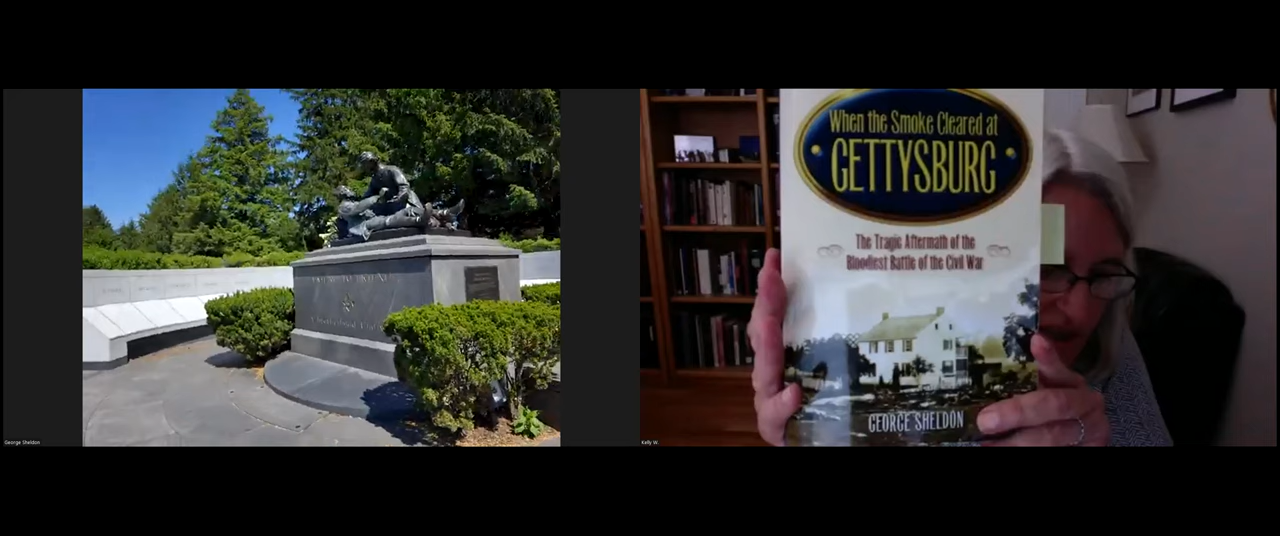 When the Smoke Cleared at
GETTYSBURG
The Tragic Aftermath of the
Bloodiest Battle of the Civil War
GEORGE SHELDON
George Sheldon
Kelly W.